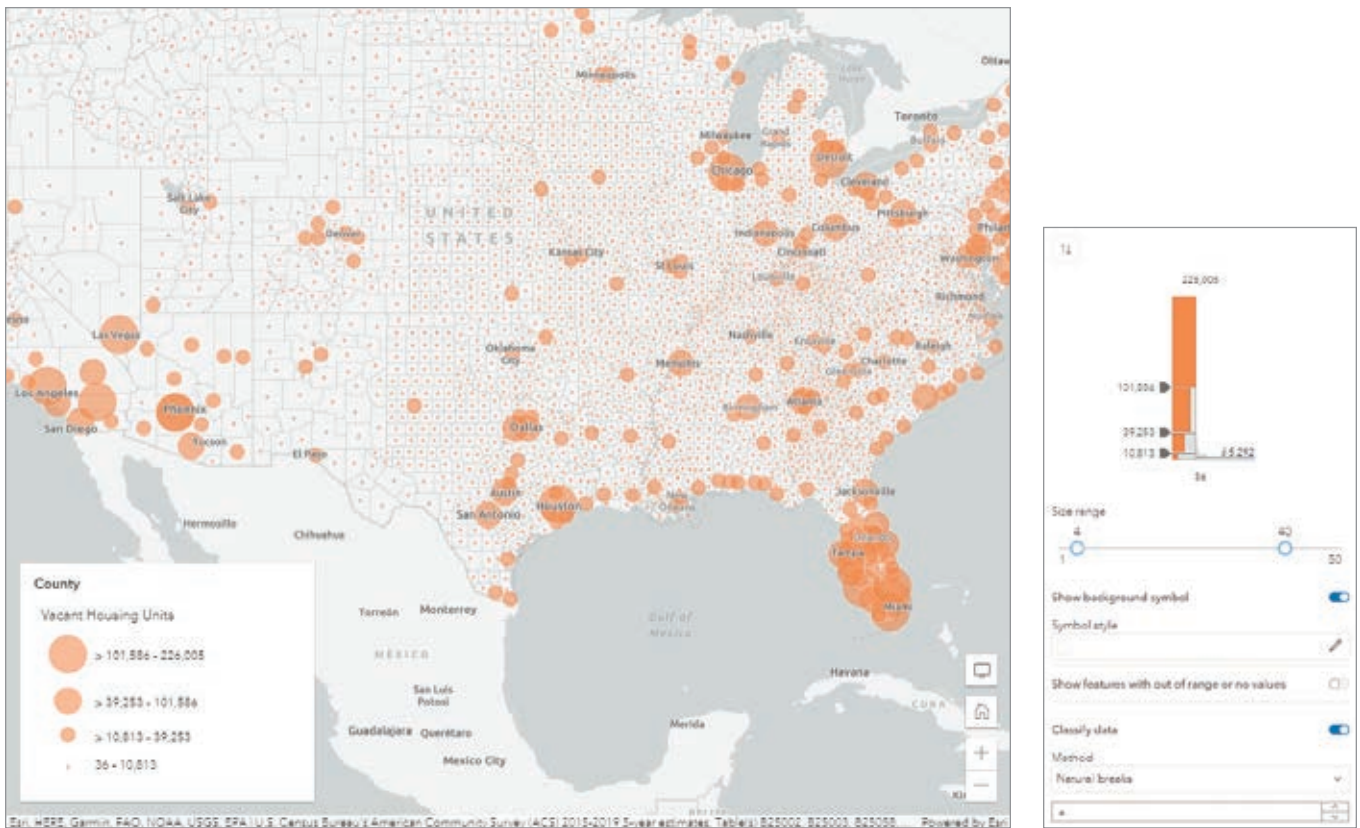 Minneapolis
Toronto
Milwaukee
Grand
Rapids
Buffalo
Detroit
Chicago
Cleveland
Salt Lake
City
UNITED
STATES
Pittsburgh
Denver
Indianapolis
Columbus
Kansas City
Cincinnati
St Louis
Washington
Louisville
Richmond
Las Vegas
Nashville
Knoxville
Raleigh
Oklahoma
City
Memphis
Charlotte
Greenville
Los Angeles
Phoenix
Birmingham
Atlanta
San Diego
Tucson
Dallas
El Paso
Austin
Jacksonville
San Antonio
Houston
New
Orleans
Hermosillo
Chihuahua
Orlando
Tampa
Miami
Torreón
Monterrey
Gulf of
Mexico
MÉXICO
Havana
San Luis
Potosí
CUBA
Guadalajara
Querétaro
Merida
Mexico City
County
Vacant Housing Units
> 101,586 - 226,005
> 39,253 - 101,586
> 10,813 - 39,253
36 - 10,813
Esri, HERE, Garmin, FAO, NOAA, USGS, EPA | U.S. Census Bureau's American Community Survey (ACS) 2015-2019 5-year estimates, Table(s) B25002, B25003, B25058
Powered by Esri
226,005
101,586
39,253
10,813
36
Size range
4
40
1
50
Show background symbol
Symbol style
Show features with out of range or no values
Classify data
Method
Natural breaks